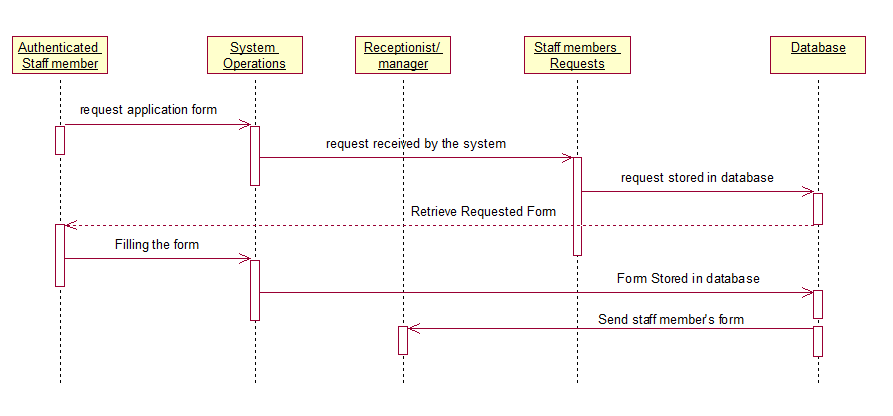 Authenticated
Staff member
System
Operations
Receptionist/
manager
Staff members
Requests
Database
request application form
request received by the system
request stored in database
Retrieve Requested Form
Filling the form
Form Stored in database
Send staff member's form